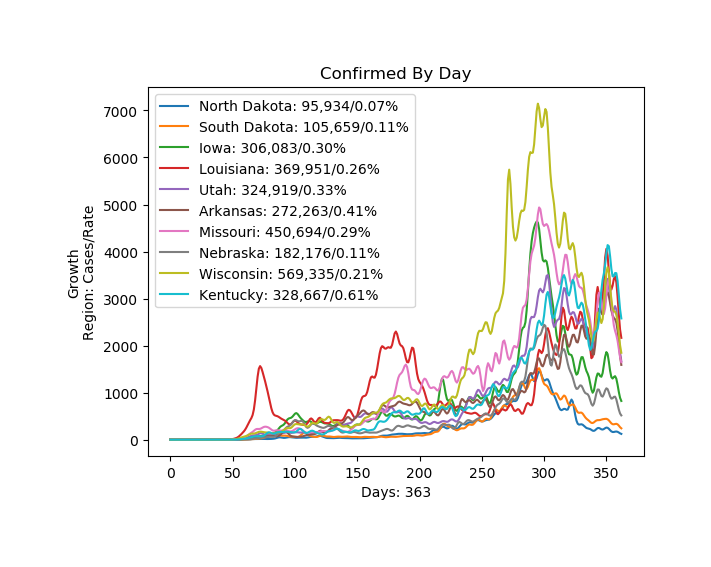 Confirmed By Day
Growth
Region: Cases/Rate
7000
6000
5000
4000
3000
2000
1000
0
North Dakota: 95,934/0.07%
South Dakota: 105,659/0.11%
Iowa: 306,083/0.30%
Louisiana: 369,951/0.26%
Utah: 324,919/0.33%
Arkansas: 272,263/0.41%
Missouri: 450,694/0.29%
Nebraska: 182,176/0.11%
Wisconsin: 569,335/0.21%
Kentucky: 328,667/0.61%
0 50 100 150 200 250 300 350
Days: 363